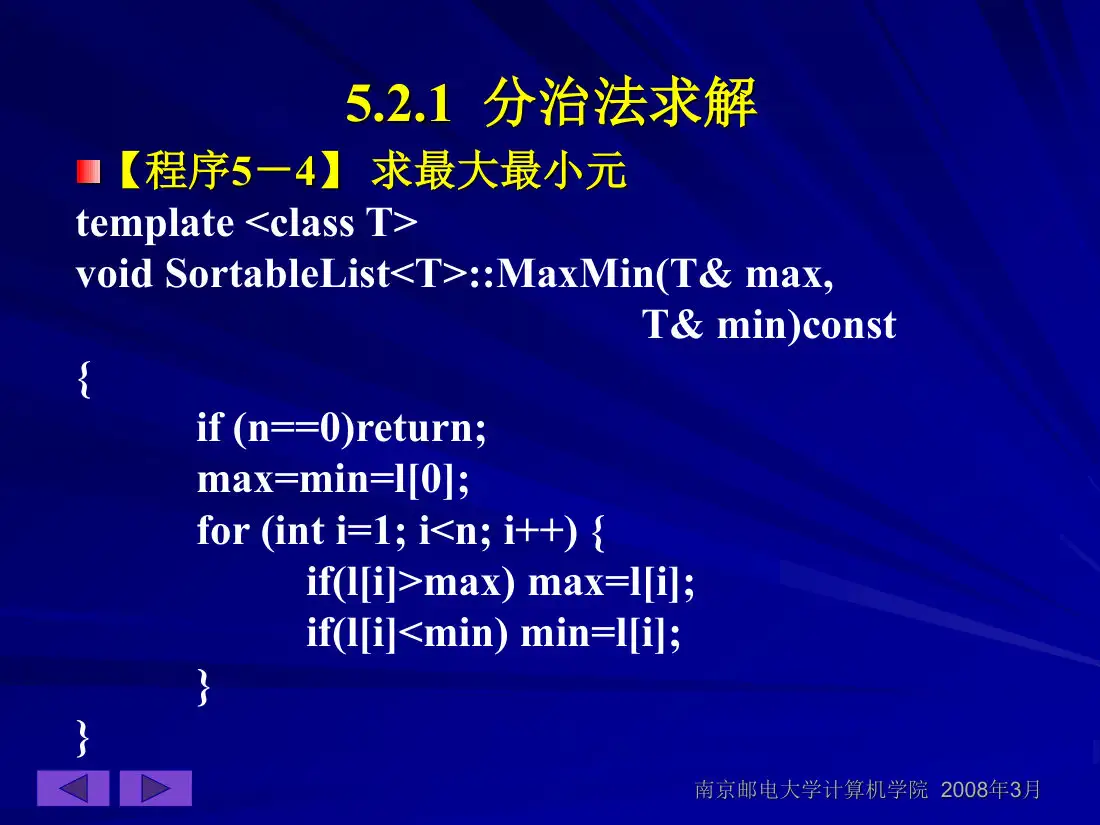 5.2.1 分治法求解
【程序5－4】 求最大最小元
template <class T>
void SortableList<T>::MaxMin(T& max,
T& min)const
{
if (n==0)return;
max=min=l[0];
for (int i=1; i<n; i++) {
if(l[i]>max) max=l[i];
if(l[i]<min) min=l[i];
}
}
南京邮电大学计算机学院 2008年3月